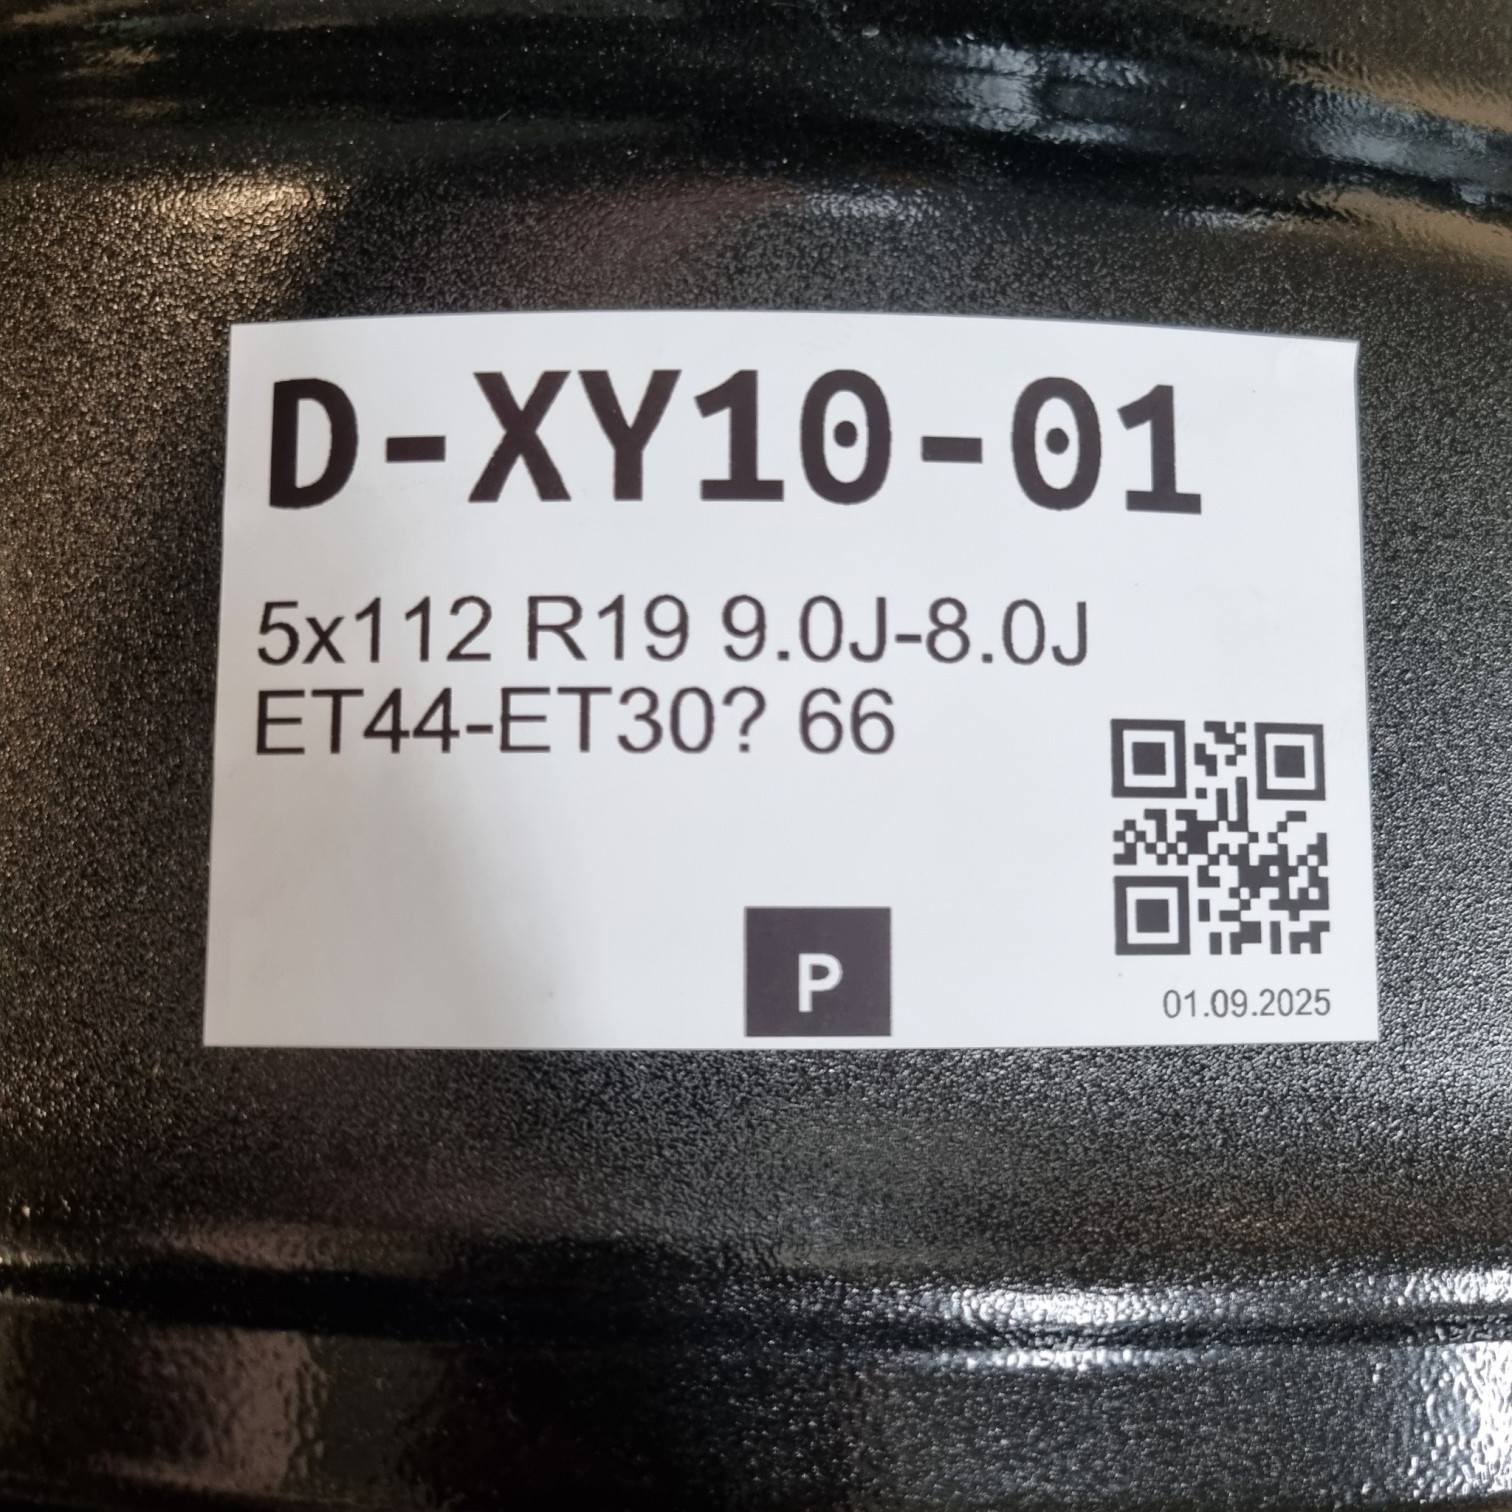 D-XY10-01
5x112 R19 9.0J-8.0J
ET44-ET30? 66
P
01.09.2025